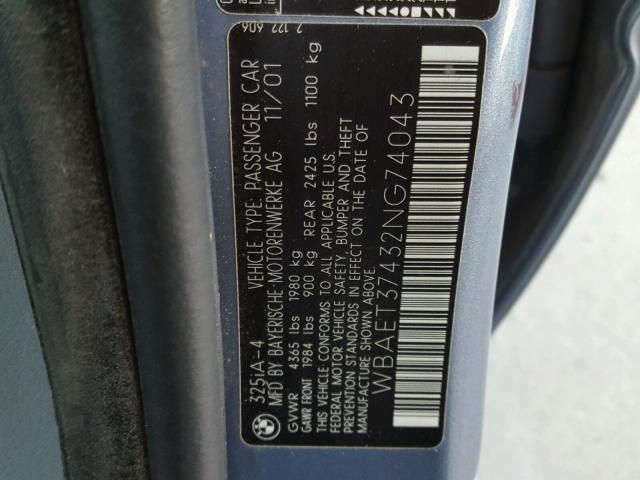 2 122 606
325iA-4 VEHICLE TYPE: PASSENGER CAR
MFD BY BAYERISCHE MOTORENWERKE AG 11/01
GVWR 4365 lbs 1980 kg
GAWR FRONT 1984 lbs 900 kg REAR 2425 lbs 1100 kg
THIS VEHICLE CONFORMS TO ALL APPLICABLE U.S.
FEDERAL MOTOR VEHICLE SAFETY, BUMPER AND THEFT
PREVENTION STANDARDS IN EFFECT ON THE DATE OF
MANUFACTURE SHOWN ABOVE.
WBAET37432NG74043